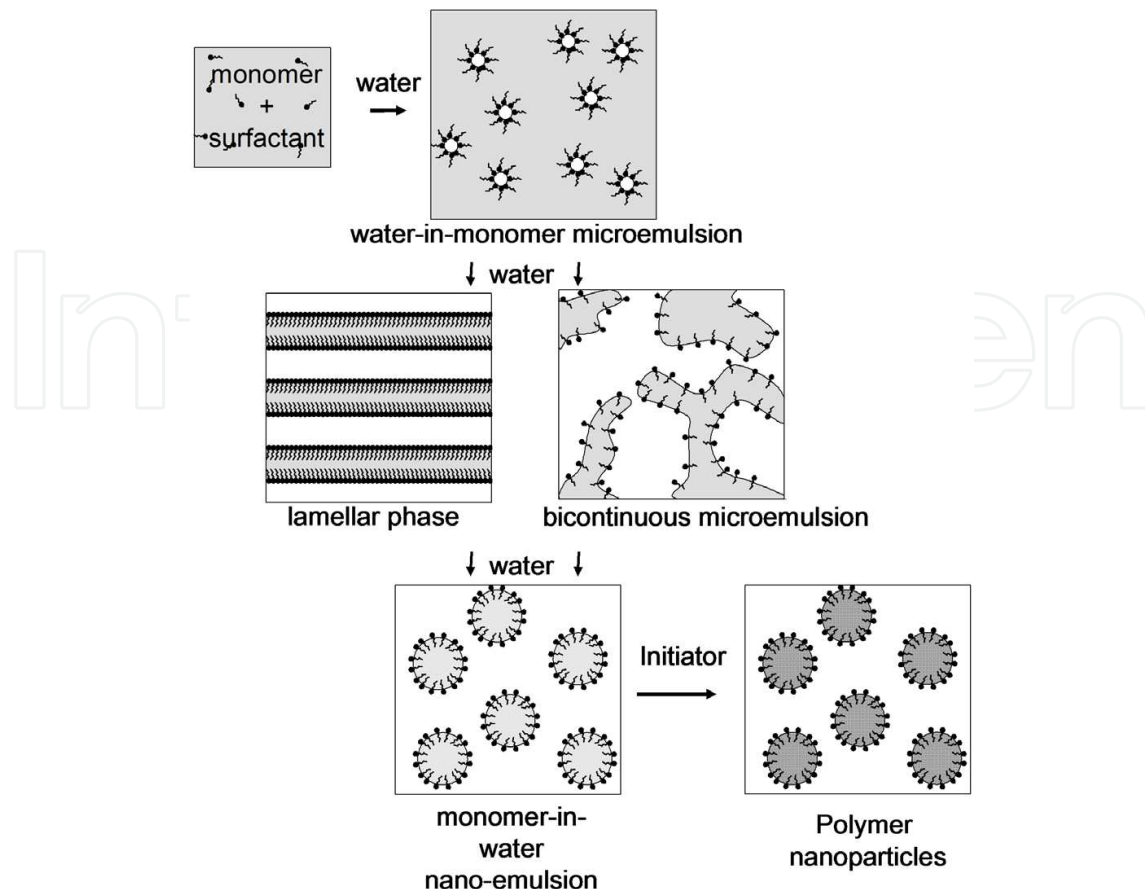 monomer
+
surfactant
water
water-in-monomer microemulsion
water
lamellar phase
bicontinuous microemulsion
water
Initiator
monomer-in-
water
nano-emulsion
Polymer
nanoparticles